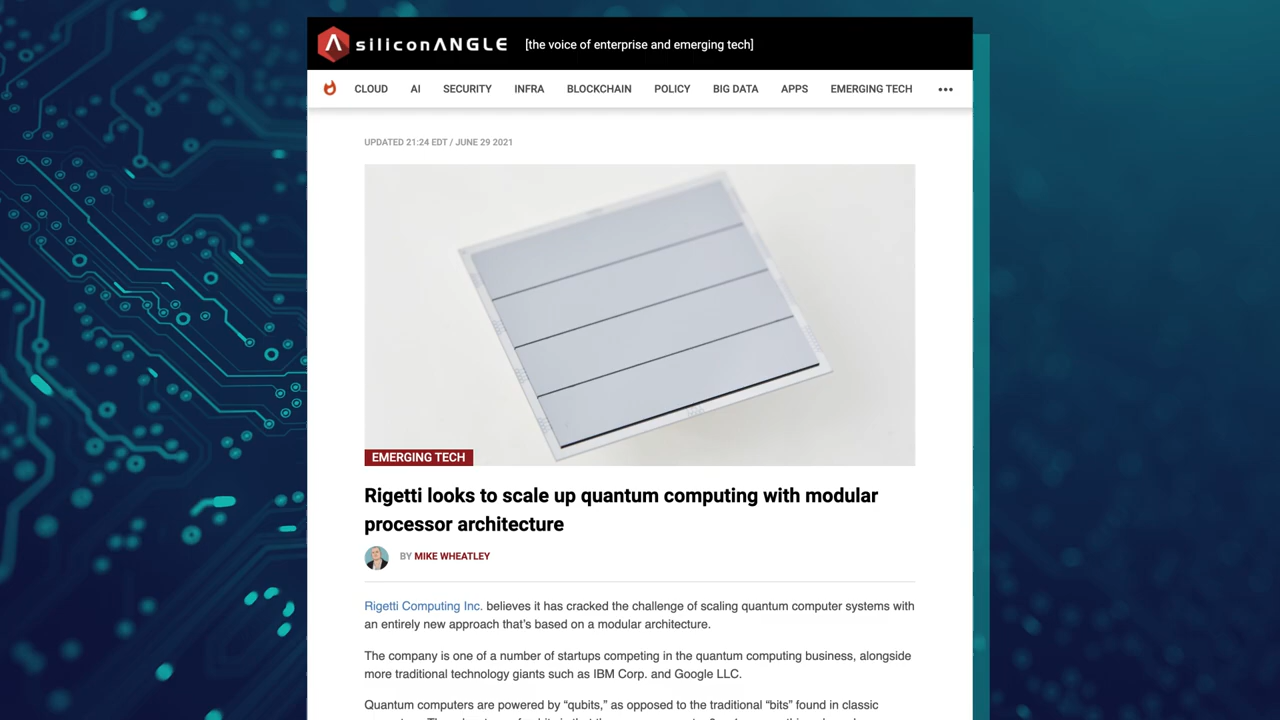 siliconANGLE [the voice of enterprise and emerging tech]
CLOUD AI SECURITY INFRA BLOCKCHAIN POLICY BIG DATA APPS EMERGING TECH
UPDATED 21:24 EDT / JUNE 29 2021
EMERGING TECH
Rigetti looks to scale up quantum computing with modular
processor architecture
BY MIKE WHEATLEY
Rigetti Computing Inc. believes it has cracked the challenge of scaling quantum computer systems with
an entirely new approach that's based on a modular architecture.
The company is one of a number of startups competing in the quantum computing business, alongside
more traditional technology giants such as IBM Corp. and Google LLC.
Quantum computers are powered by “qubits,” as opposed to the traditional “bits” found in classic